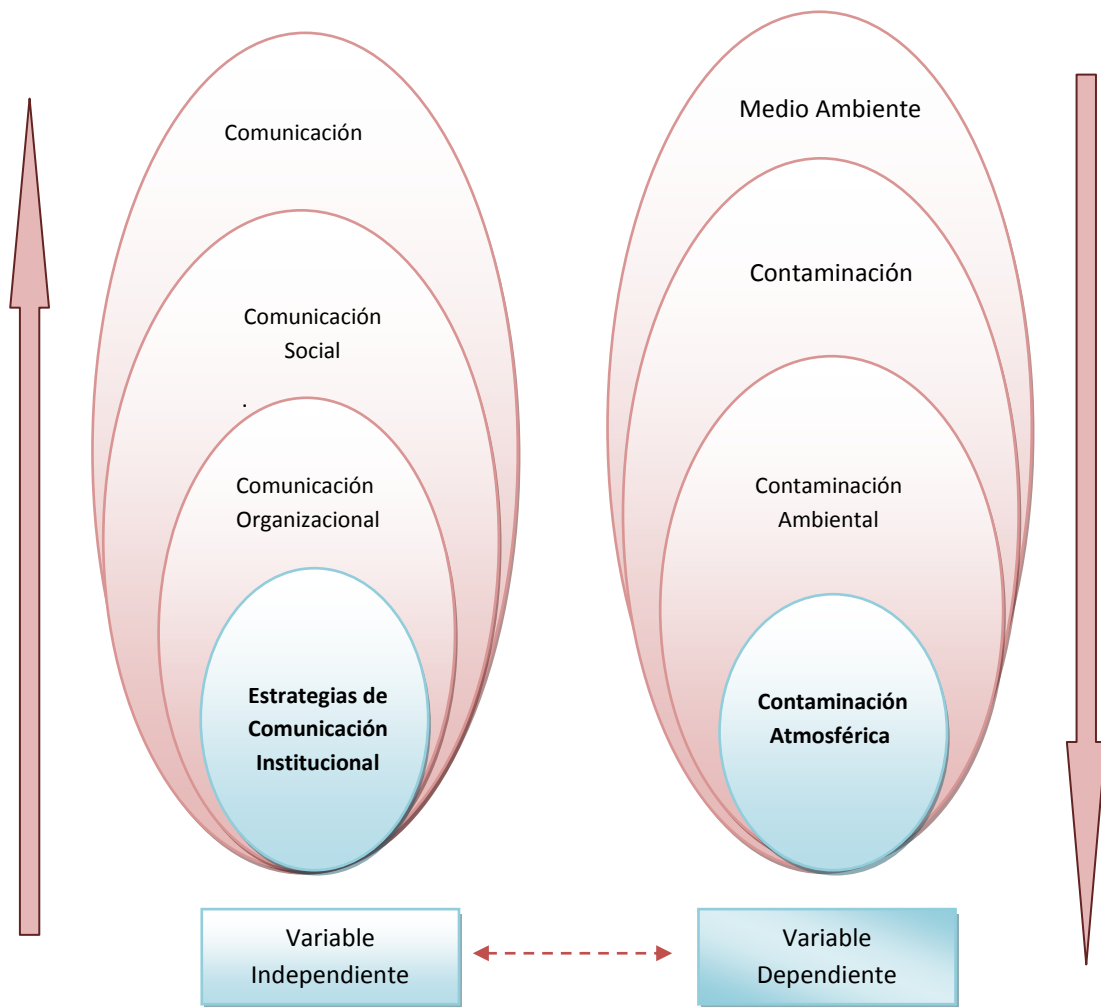 Comunicación
Comunicación
Social
.
Comunicación
Organizacional
Estrategias de
Comunicación
Institucional
Variable
Independiente
Medio Ambiente
Contaminación
Contaminación
Ambiental
Contaminación
Atmosférica
Variable
Dependiente